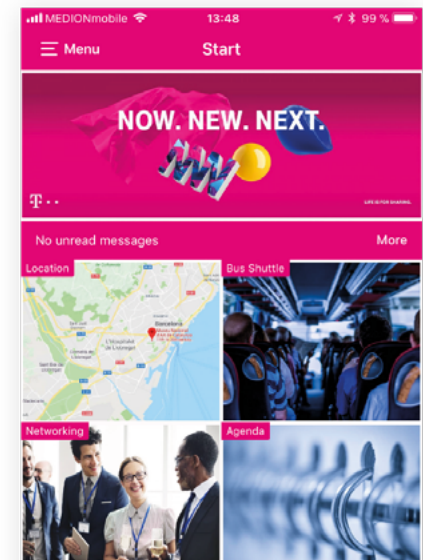 MEDIONmobile 13:48 99 %
Menu Start
NOW. NEW. NEXT.
T
LIFE IS FOR SHARING.
No unread messages More
Location Bus Shuttle
Barcelona
L'Hospitalet
de Llobregat
Networking Agenda